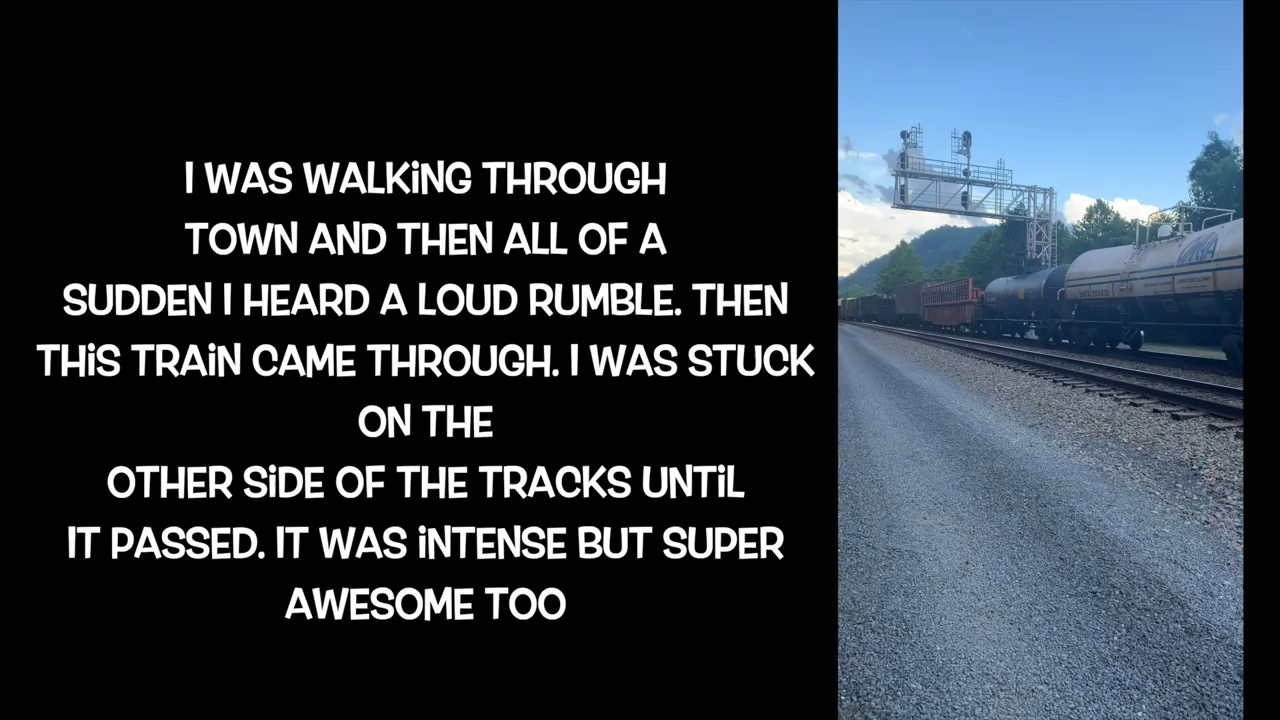 I WAS WALKiNG THROUGH
TOWN AND THEN ALL OF A
SUDDEN I HEARD A LOUD RUMBLE. THEN
THiS TRAiN CAME THROUGH. I WAS STUCK
ON THE
OTHER SiDE OF THE TRACKS UNTiL
IT PASSED. IT WAS iNTENSE BUT SUPER
AWESOME TOO